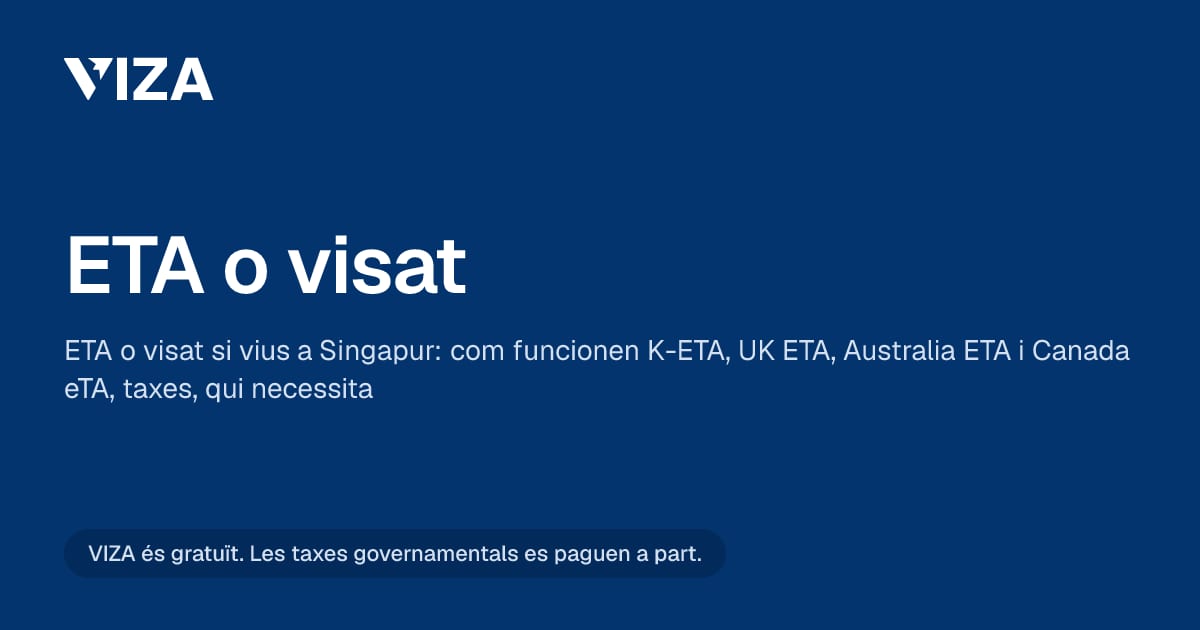 VIZA
ETA o visat
ETA o visat si vius a Singapur: com funcionen K-ETA, UK ETA, Australia ETA i Canada
eTA, taxes, qui necessita
VIZA és gratuït. Les taxes governamentals es paguen a part.